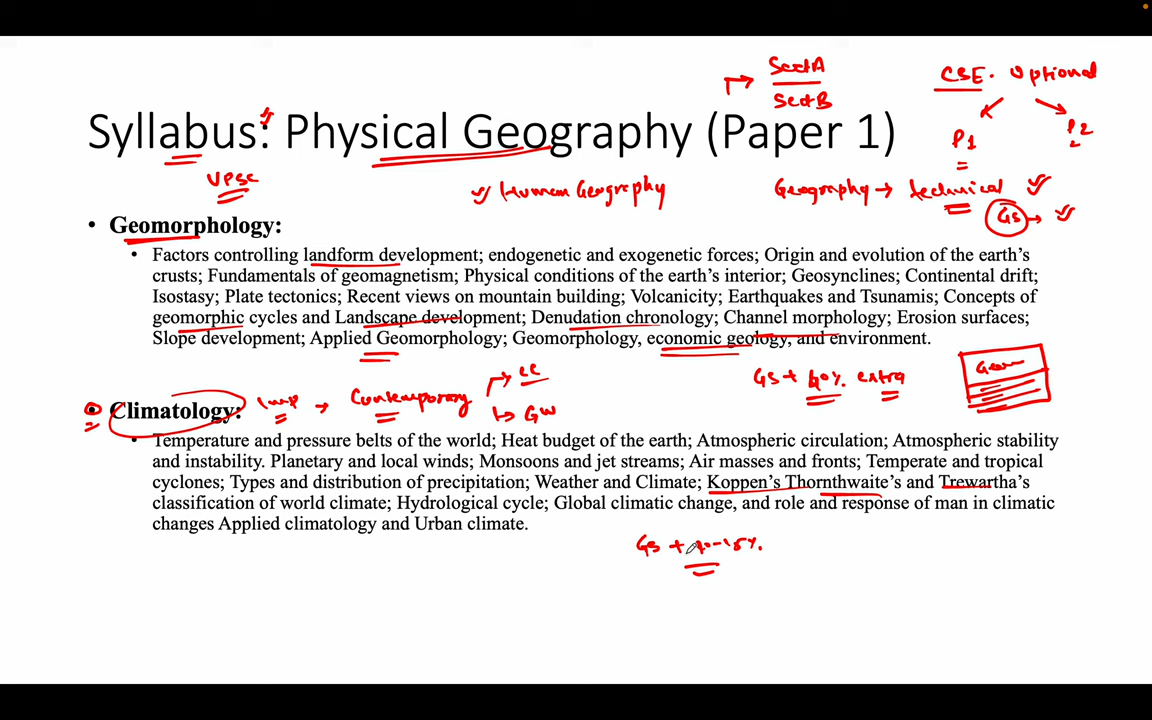 Sect A
CSE. Optional
Sect B
Syllabus: Physical Geography (Paper 1)
P1
P2
UPSC
Human Geography
Geography → technical
GS →
• Geomorphology:
• Factors controlling landform development; endogenetic and exogenetic forces; Origin and evolution of the earth's
crusts; Fundamentals of geomagnetism; Physical conditions of the earth's interior; Geosynclines; Continental drift;
Isostasy; Plate tectonics; Recent views on mountain building; Volcanicity; Earthquakes and Tsunamis; Concepts of
geomorphic cycles and Landscape development; Denudation chronology; Channel morphology; Erosion surfaces;
Slope development; Applied Geomorphology; Geomorphology, economic geology, and environment.
GS + 40% extra
Geom
→ CC
• Climatology: Imp → Contemporary
→ GW
• Temperature and pressure belts of the world; Heat budget of the earth; Atmospheric circulation; Atmospheric stability
and instability. Planetary and local winds; Monsoons and jet streams; Air masses and fronts; Temperate and tropical
cyclones; Types and distribution of precipitation; Weather and Climate; Koppen's Thornthwaite's and Trewartha's
classification of world climate; Hydrological cycle; Global climatic change, and role and response of man in climatic
changes Applied climatology and Urban climate.
GS + 10-15%.